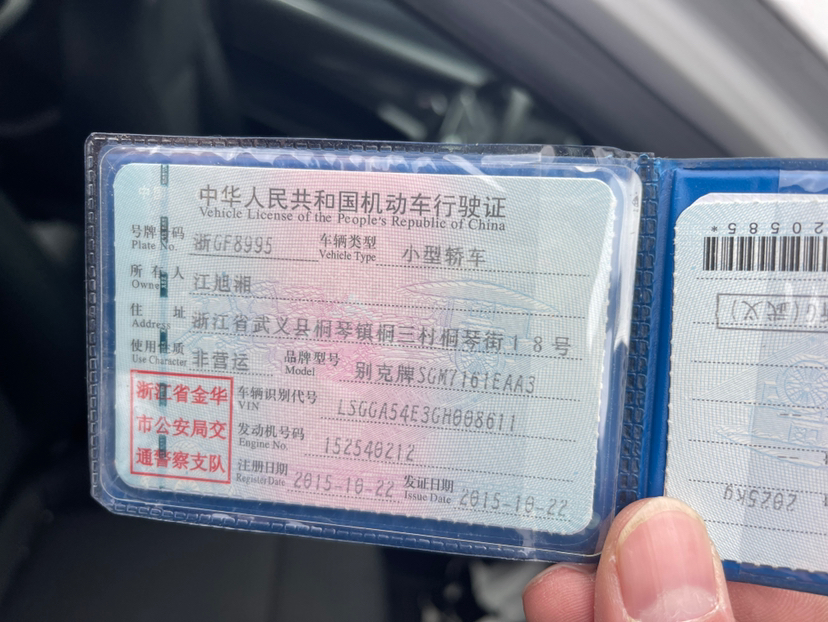 中华人民共和国机动车行驶证
Vehicle License of the People's Republic of China
号牌号码 浙GF8995 车辆类型 小型轿车
Plate No. Vehicle Type
所有人 江旭湘
Owner
住址 浙江省武义县桐琴镇桐三村桐琴街18号
Address
使用性质 非营运 品牌型号 别克牌SGM7161EAA3
Use Character Model
浙江省金华
市公安局交
通警察支队
车辆识别代号 LSGGA54E3GH008611
VIN
发动机号码 152540212
Engine No.
注册日期 2015-10-22 发证日期 2015-10-22
Register Date Issue Date
20585*
(武义)
2025kg